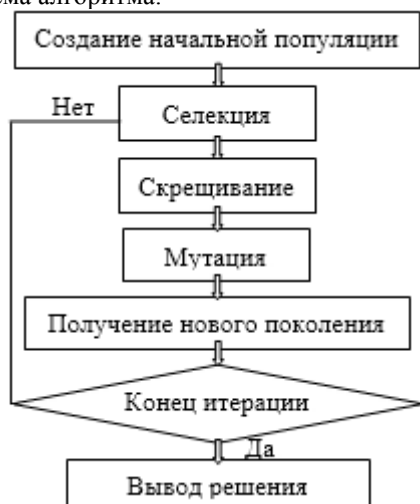 Создание начальной популяции
Нет
Селекция
Скрещивание
Мутация
Получение нового поколения
Конец итерации
Да
Вывод решения